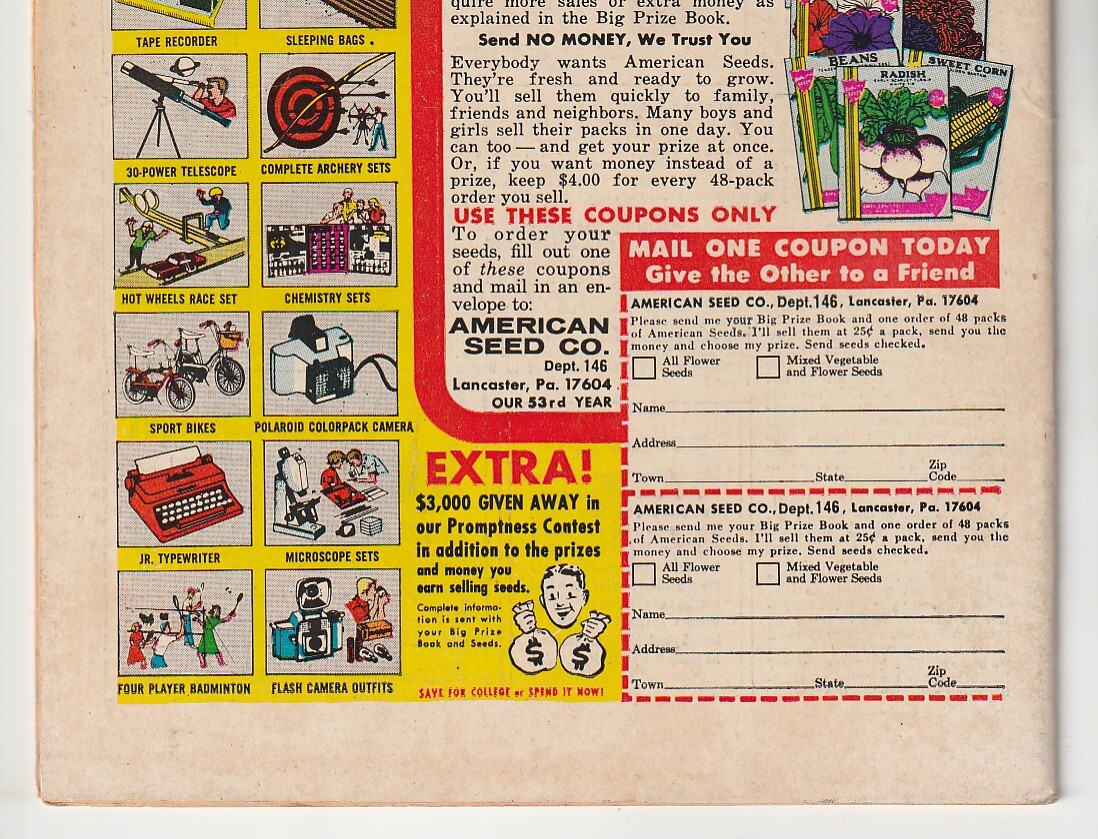 TAPE RECORDER
SLEEPING BAGS.
30-POWER TELESCOPE
COMPLETE ARCHERY SETS
HOT WHEELS RACE SET
CHEMISTRY SETS
SPORT BIKES
POLAROID COLORPACK CAMERA
JR. TYPEWRITER
MICROSCOPE SETS
FOUR PLAYER BADMINTON
FLASH CAMERA OUTFITS
quire more sales or extra money as
explained in the Big Prize Book.
Send NO MONEY, We Trust You
Everybody wants American Seeds.
They're fresh and ready to grow.
You'll sell them quickly to family,
friends and neighbors. Many boys and
girls sell their packs in one day. You
can too — and get your prize at once.
Or, if you want money instead of a
prize, keep $4.00 for every 48-pack
order you sell.
USE THESE COUPONS ONLY
To order your
seeds, fill out one
of these coupons
and mail in an en-
velope to:
AMERICAN
SEED CO.
Dept. 146
Lancaster, Pa. 17604
OUR 53rd YEAR
EXTRA!
$3,000 GIVEN AWAY in
our Promptness Contest
in addition to the prizes
and money you
earn selling seeds.
Complete informa-
tion is sent with
your Big Prize
Book and Seeds.
$ $
SAVE FOR COLLEGE or SPEND IT NOW!
BEANS
RADISH
SWEET CORN
MAIL ONE COUPON TODAY
Give the Other to a Friend
AMERICAN SEED CO., Dept. 146, Lancaster, Pa. 17604
Please send me your Big Prize Book and one order of 48 packs
of American Seeds. I'll sell them at 25¢ a pack, send you the
money and choose my prize. Send seeds checked.
All Flower Seeds
Mixed Vegetable and Flower Seeds
Name
Address
Town State Zip Code
AMERICAN SEED CO., Dept. 146, Lancaster, Pa. 17604
Please send me your Big Prize Book and one order of 48 packs
of American Seeds. I'll sell them at 25¢ a pack, send you the
money and choose my prize. Send seeds checked.
All Flower Seeds
Mixed Vegetable and Flower Seeds
Name
Address
Town State Zip Code